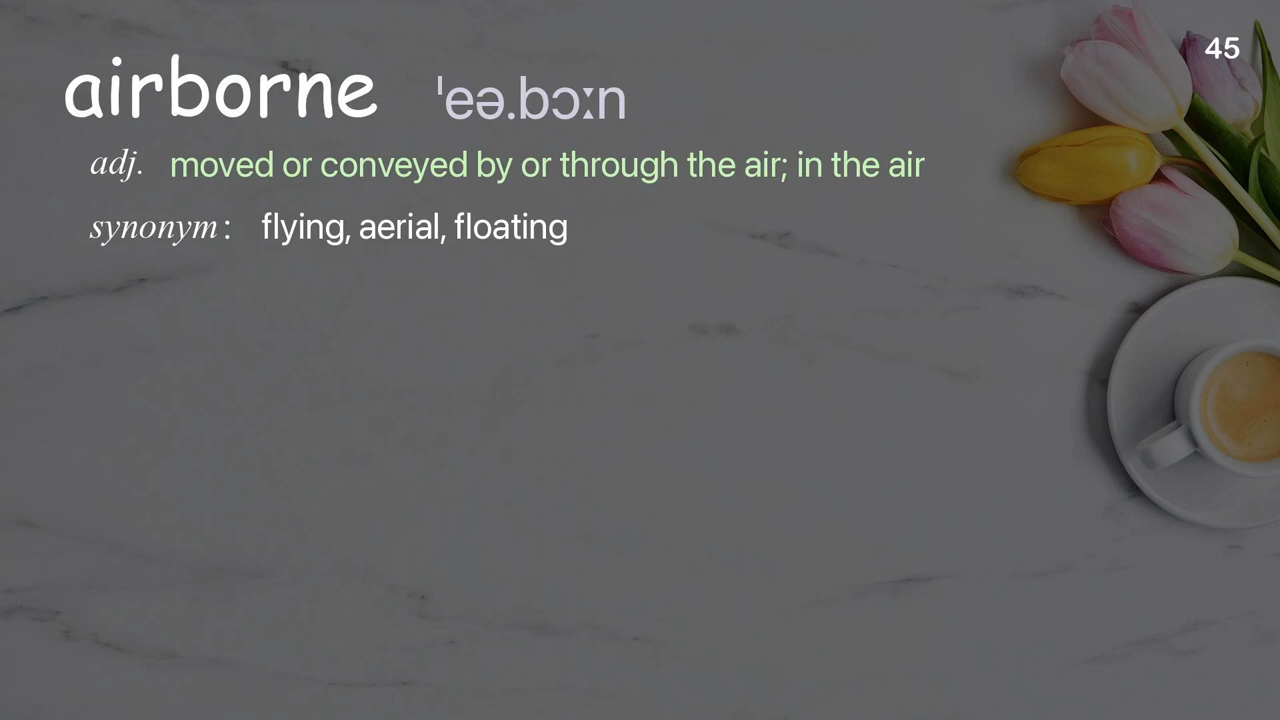 45
airborne ˈeə.bɔːn
adj. moved or conveyed by or through the air; in the air
synonym: flying, aerial, floating